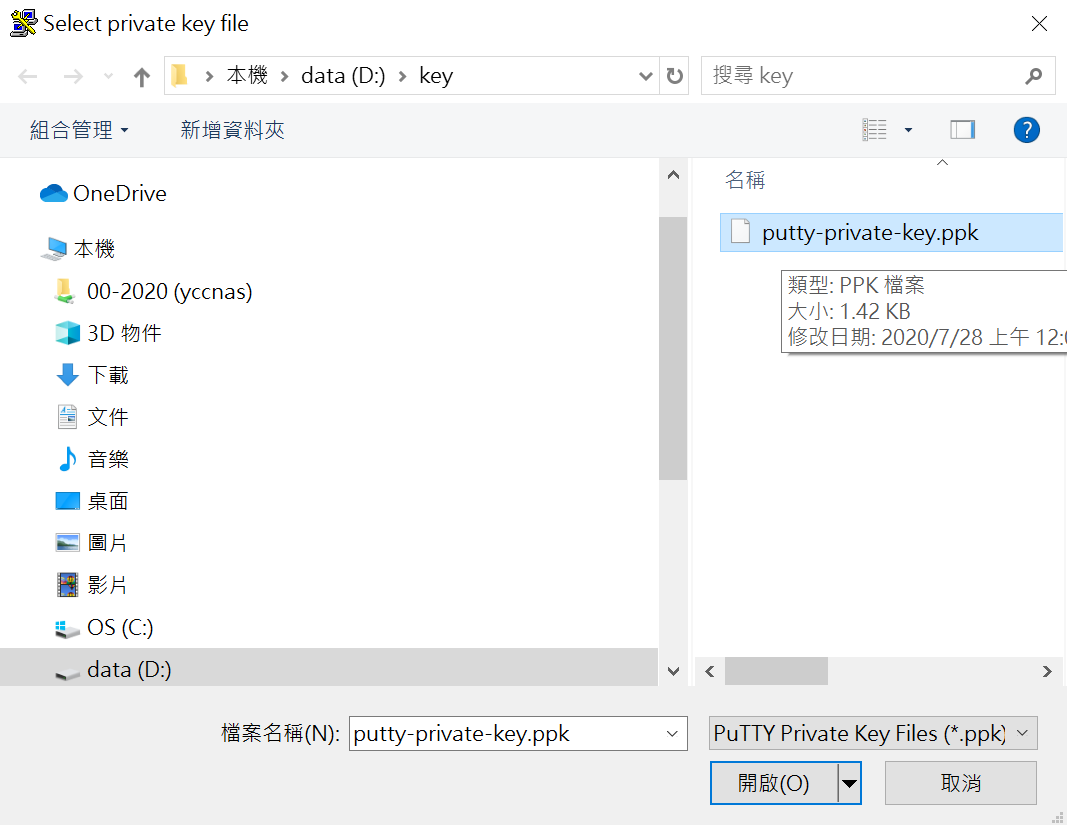 Select private key file
本機 data (D:) key
搜尋 key
組合管理 新增資料夾
?
OneDrive
本機
00-2020 (yccnas)
3D 物件
下載
文件
音樂
桌面
圖片
影片
OS (C:)
data (D:)
名稱
putty-private-key.ppk
類型: PPK 檔案
大小: 1.42 KB
修改日期: 2020/7/28 上午 12:
檔案名稱(N): putty-private-key.ppk
PuTTY Private Key Files (*.ppk)
開啟(O) 取消